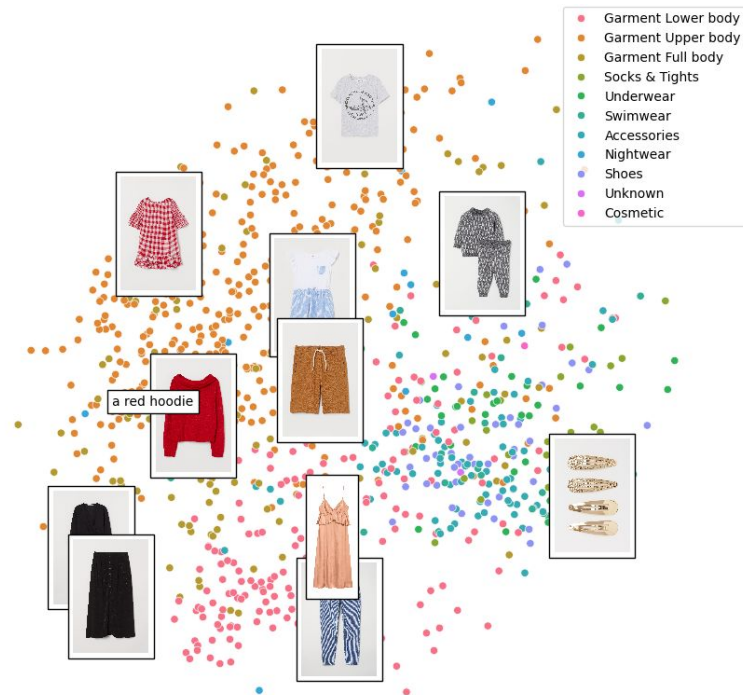 Garment Lower body
Garment Upper body
Garment Full body
Socks & Tights
Underwear
Swimwear
Accessories
Nightwear
Shoes
Unknown
Cosmetic
a red hoodie